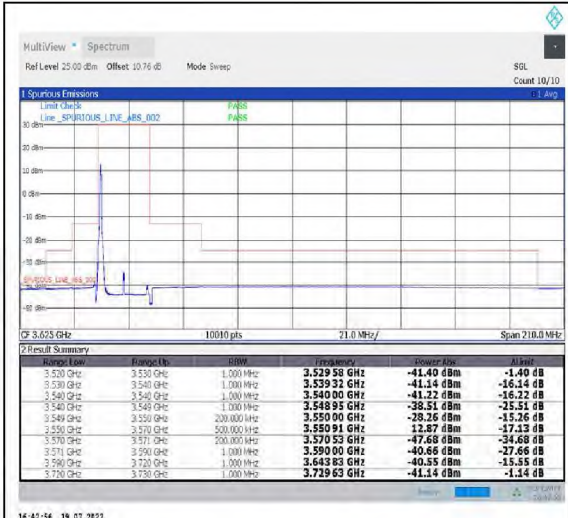 MultiView Spectrum
Ref Level 25.00 dBm Offset 10.76 dB Mode Sweep SGL
Count 10/10
1 Spurious Emissions 1 Avg
Limit Check PASS
Line _SPURIOUS_LINE_ABS_002 PASS
30 dBm
20 dBm
10 dBm
0 dBm
-10 dBm
-20 dBm
-30 dBm
SPURIOUS_LINE_ABS_002
CF 3.625 GHz 10010 pts 21.0 MHz/ Span 210.0 MHz
2 Result Summary
Range Low Range Up RBW Frequency Power Abs ΔLimit
3.520 GHz 3.530 GHz 1.000 MHz 3.529 58 GHz -41.40 dBm -1.40 dB
3.530 GHz 3.540 GHz 1.000 MHz 3.539 32 GHz -41.14 dBm -16.14 dB
3.540 GHz 3.540 GHz 1.000 MHz 3.540 00 GHz -41.22 dBm -16.22 dB
3.540 GHz 3.549 GHz 1.000 MHz 3.548 95 GHz -38.51 dBm -25.51 dB
3.549 GHz 3.550 GHz 200.000 kHz 3.550 00 GHz -28.26 dBm -15.26 dB
3.550 GHz 3.570 GHz 500.000 kHz 3.550 91 GHz 12.87 dBm -17.13 dB
3.570 GHz 3.571 GHz 200.000 kHz 3.570 53 GHz -47.68 dBm -34.68 dB
3.571 GHz 3.590 GHz 1.000 MHz 3.590 00 GHz -40.66 dBm -27.66 dB
3.590 GHz 3.720 GHz 1.000 MHz 3.643 83 GHz -40.55 dBm -15.55 dB
3.720 GHz 3.730 GHz 1.000 MHz 3.729 63 GHz -41.14 dBm -1.14 dB